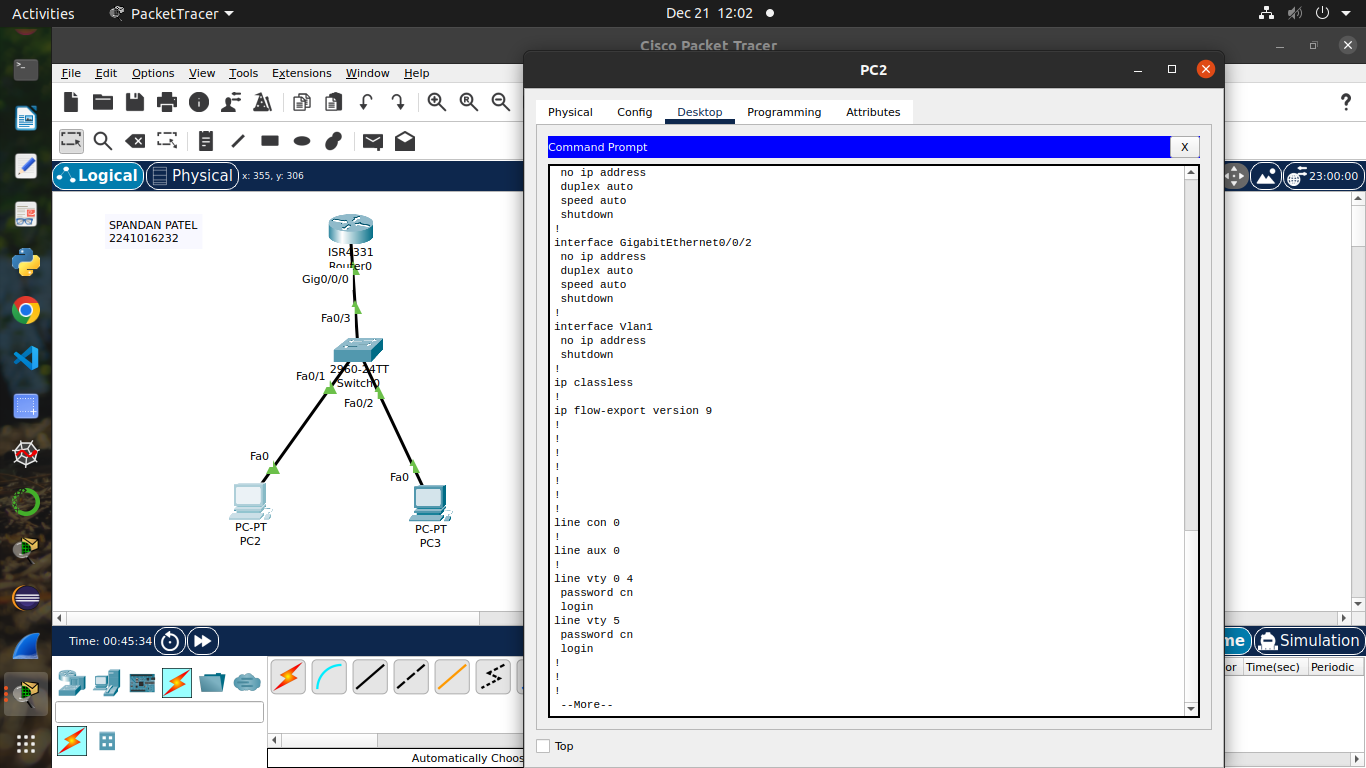 Activities
PacketTracer
Dec 21 12:02
Cisco Packet Tracer
File Edit Options View Tools Extensions Window Help
Logical
Physical
x: 355, y: 306
23:00:00
SPANDAN PATEL
2241016232
ISR4331
Router0
Gig0/0/0
Fa0/3
2960-24TT
Switch0
Fa0/1
Fa0/2
Fa0
Fa0
PC-PT
PC2
PC-PT
PC3
Time: 00:45:34
Simulation
Time(sec)
Periodic
PC2
Physical Config Desktop Programming Attributes
Command Prompt
X
no ip address
duplex auto
speed auto
shutdown
!
interface GigabitEthernet0/0/2
no ip address
duplex auto
speed auto
shutdown
!
interface Vlan1
no ip address
shutdown
!
ip classless
!
ip flow-export version 9
!
!
!
!
!
!
!
line con 0
!
line aux 0
!
line vty 0 4
password cn
login
line vty 5
password cn
login
!
!
!
--More--
Top
Automatically Choos